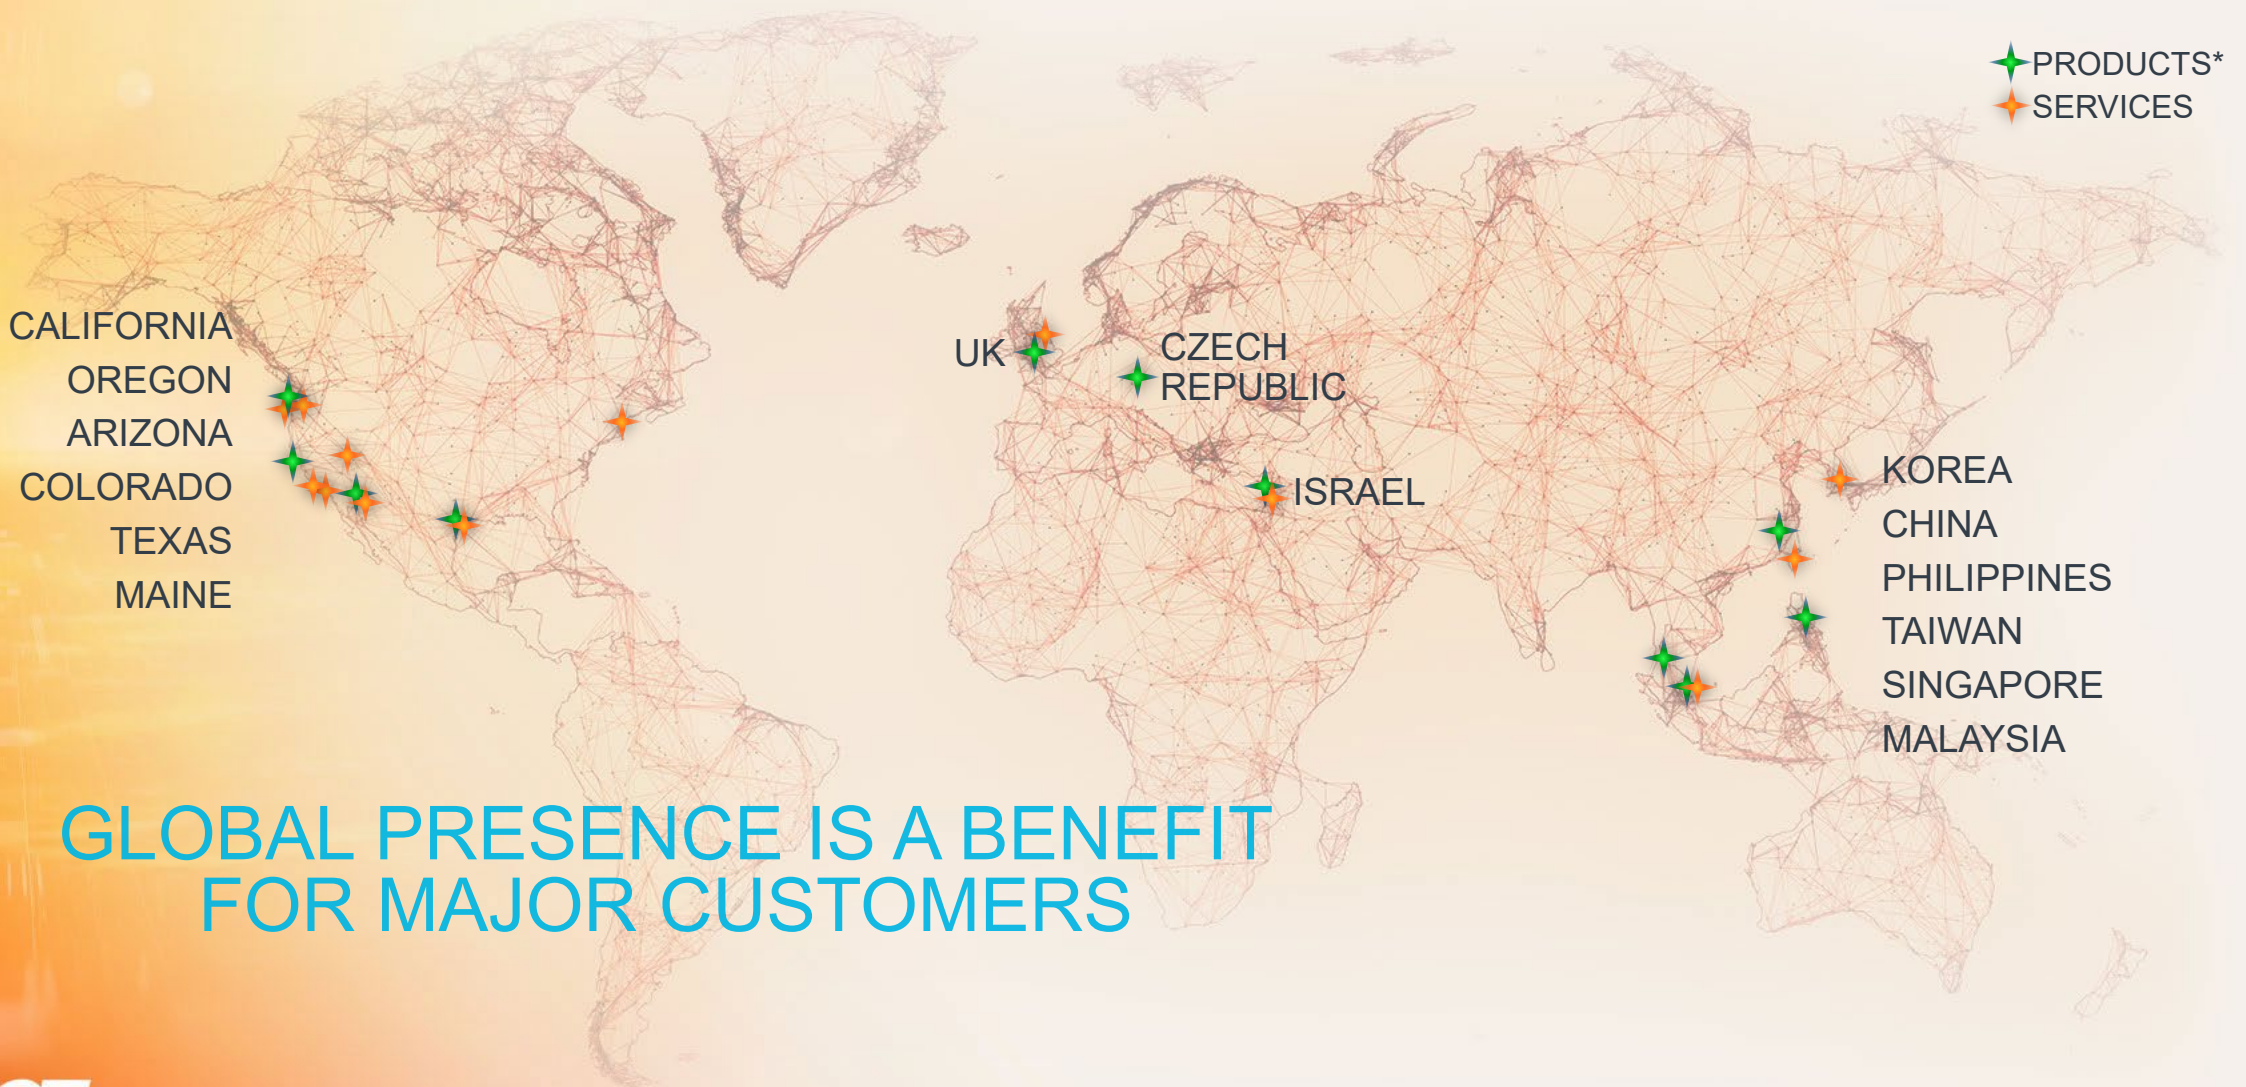 PRODUCTS*
SERVICES
CALIFORNIA
OREGON
ARIZONA
COLORADO
TEXAS
MAINE
UK
CZECH
REPUBLIC
ISRAEL
KOREA
CHINA
PHILIPPINES
TAIWAN
SINGAPORE
MALAYSIA
GLOBAL PRESENCE IS A BENEFIT
FOR MAJOR CUSTOMERS